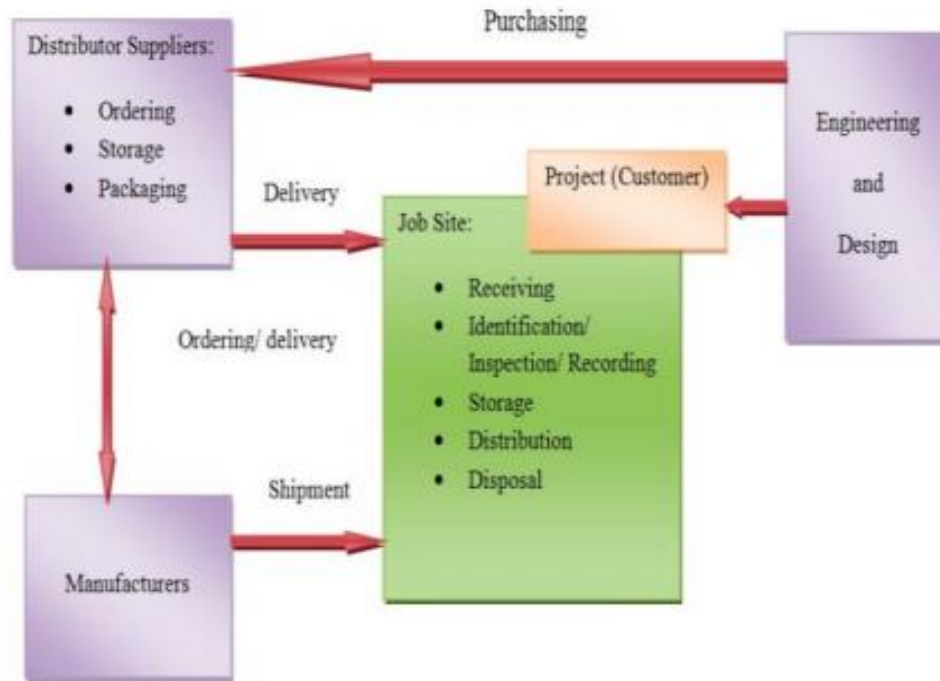 Purchasing
Distributor Suppliers:
• Ordering
• Storage
• Packaging
Engineering
and
Design
Project (Customer)
Delivery
Job Site:
• Receiving
• Identification/
Inspection/ Recording
• Storage
• Distribution
• Disposal
Ordering/ delivery
Shipment
Manufacturers